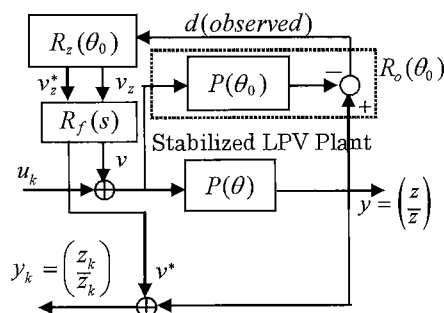 d(observed)
R_z(θ_0)
R_o(θ_0)
P(θ_0)
−
+
v_z^* v_z
R_f(s)
Stabilized LPV Plant
v
u_k
P(θ)
y = (z / z̄)
y_k = (z_k / z̄_k)
v^*